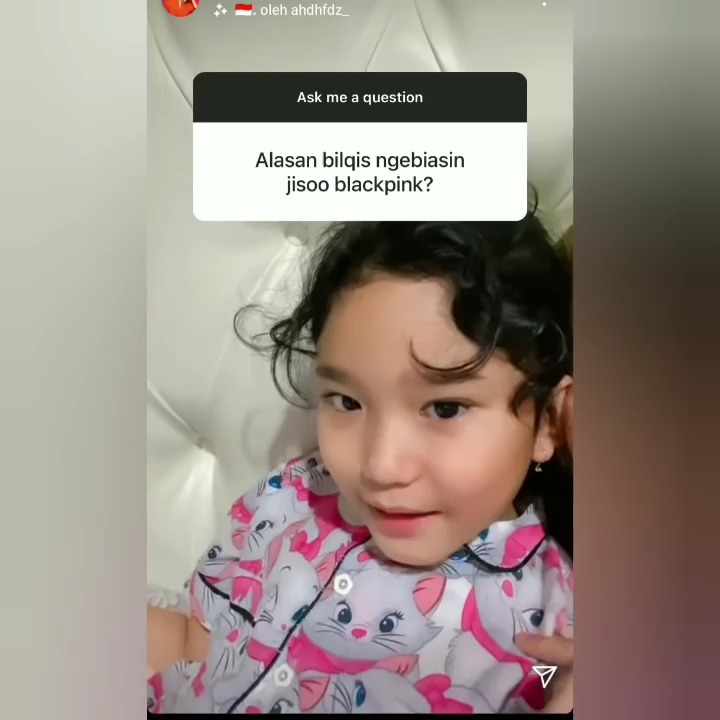 ✨ 🇮🇩. oleh ahdhfdz_
Ask me a question
Alasan bilqis ngebiasin
jisoo blackpink?